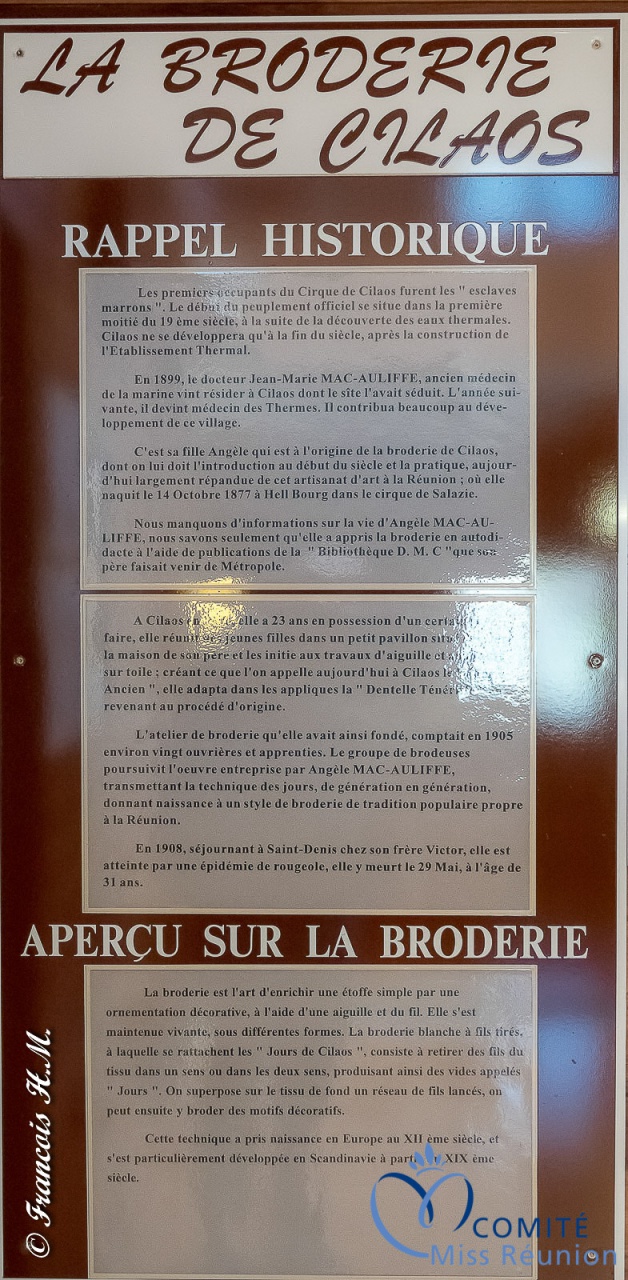 LA BRODERIE
DE CILAOS
RAPPEL HISTORIQUE
Les premiers occupants du Cirque de Cilaos furent les " esclaves
marrons ". Le début du peuplement officiel se situe dans la première
moitié du 19 ème siècle, à la suite de la découverte des eaux thermales.
Cilaos ne se développera qu'à la fin du siècle, après la construction de
l'Etablissement Thermal.
En 1899, le docteur Jean-Marie MAC-AULIFFE, ancien médecin
de la marine vint résider à Cilaos dont le sîte l'avait séduit. L'année sui-
vante, il devint médecin des Thermes. Il contribua beaucoup au déve-
loppement de ce village.
C'est sa fille Angèle qui est à l'origine de la broderie de Cilaos,
dont on lui doit l'introduction au début du siècle et la pratique, aujour-
d'hui largement répandue de cet artisanat d'art à la Réunion ; où elle
naquit le 14 Octobre 1877 à Hell Bourg dans le cirque de Salazie.
Nous manquons d'informations sur la vie d'Angèle MAC-AU-
LIFFE, nous savons seulement qu'elle a appris la broderie en autodi-
dacte à l'aide de publications de la " Bibliothèque D. M. C "que son
père faisait venir de Métropole.
A Cilaos elle a 23 ans en possession d'un
faire, elle réunit des jeunes filles dans un petit pavillon
la maison de son père et les initie aux travaux d'aiguille et
sur toile ; créant ce que l'on appelle aujourd'hui à Cilaos
Ancien ", elle adapta dans les appliques la " Dentelle
revenant au procédé d'origine.
L'atelier de broderie qu'elle avait ainsi fondé, comptait en 1905
environ vingt ouvrières et apprenties. Le groupe de brodeuses
poursuivit l'oeuvre entreprise par Angèle MAC-AULIFFE,
transmettant la technique des jours, de génération en génération,
donnant naissance à un style de broderie de tradition populaire propre
à la Réunion.
En 1908, séjournant à Saint-Denis chez son frère Victor, elle est
atteinte par une épidémie de rougeole, elle y meurt le 29 Mai, à l'âge de
31 ans.
APERÇU SUR LA BRODERIE
La broderie est l'art d'enrichir une étoffe simple par une
ornementation décorative, à l'aide d'une aiguille et du fil. Elle s'est
maintenue vivante, sous différentes formes. La broderie blanche à fils tirés,
à laquelle se rattachent les " Jours de Cilaos ", consiste à retirer des fils du
tissu dans un sens ou dans les deux sens, produisant ainsi des vides appelés
" Jours ". On superpose sur le tissu de fond un réseau de fils lancés, on
peut ensuite y broder des motifs décoratifs.
Cette technique a pris naissance en Europe au XII ème siècle, et
s'est particulièrement développée en Scandinavie à XIX ème
siècle.
© Francois H.M.
COMITÉ
Miss Réunion